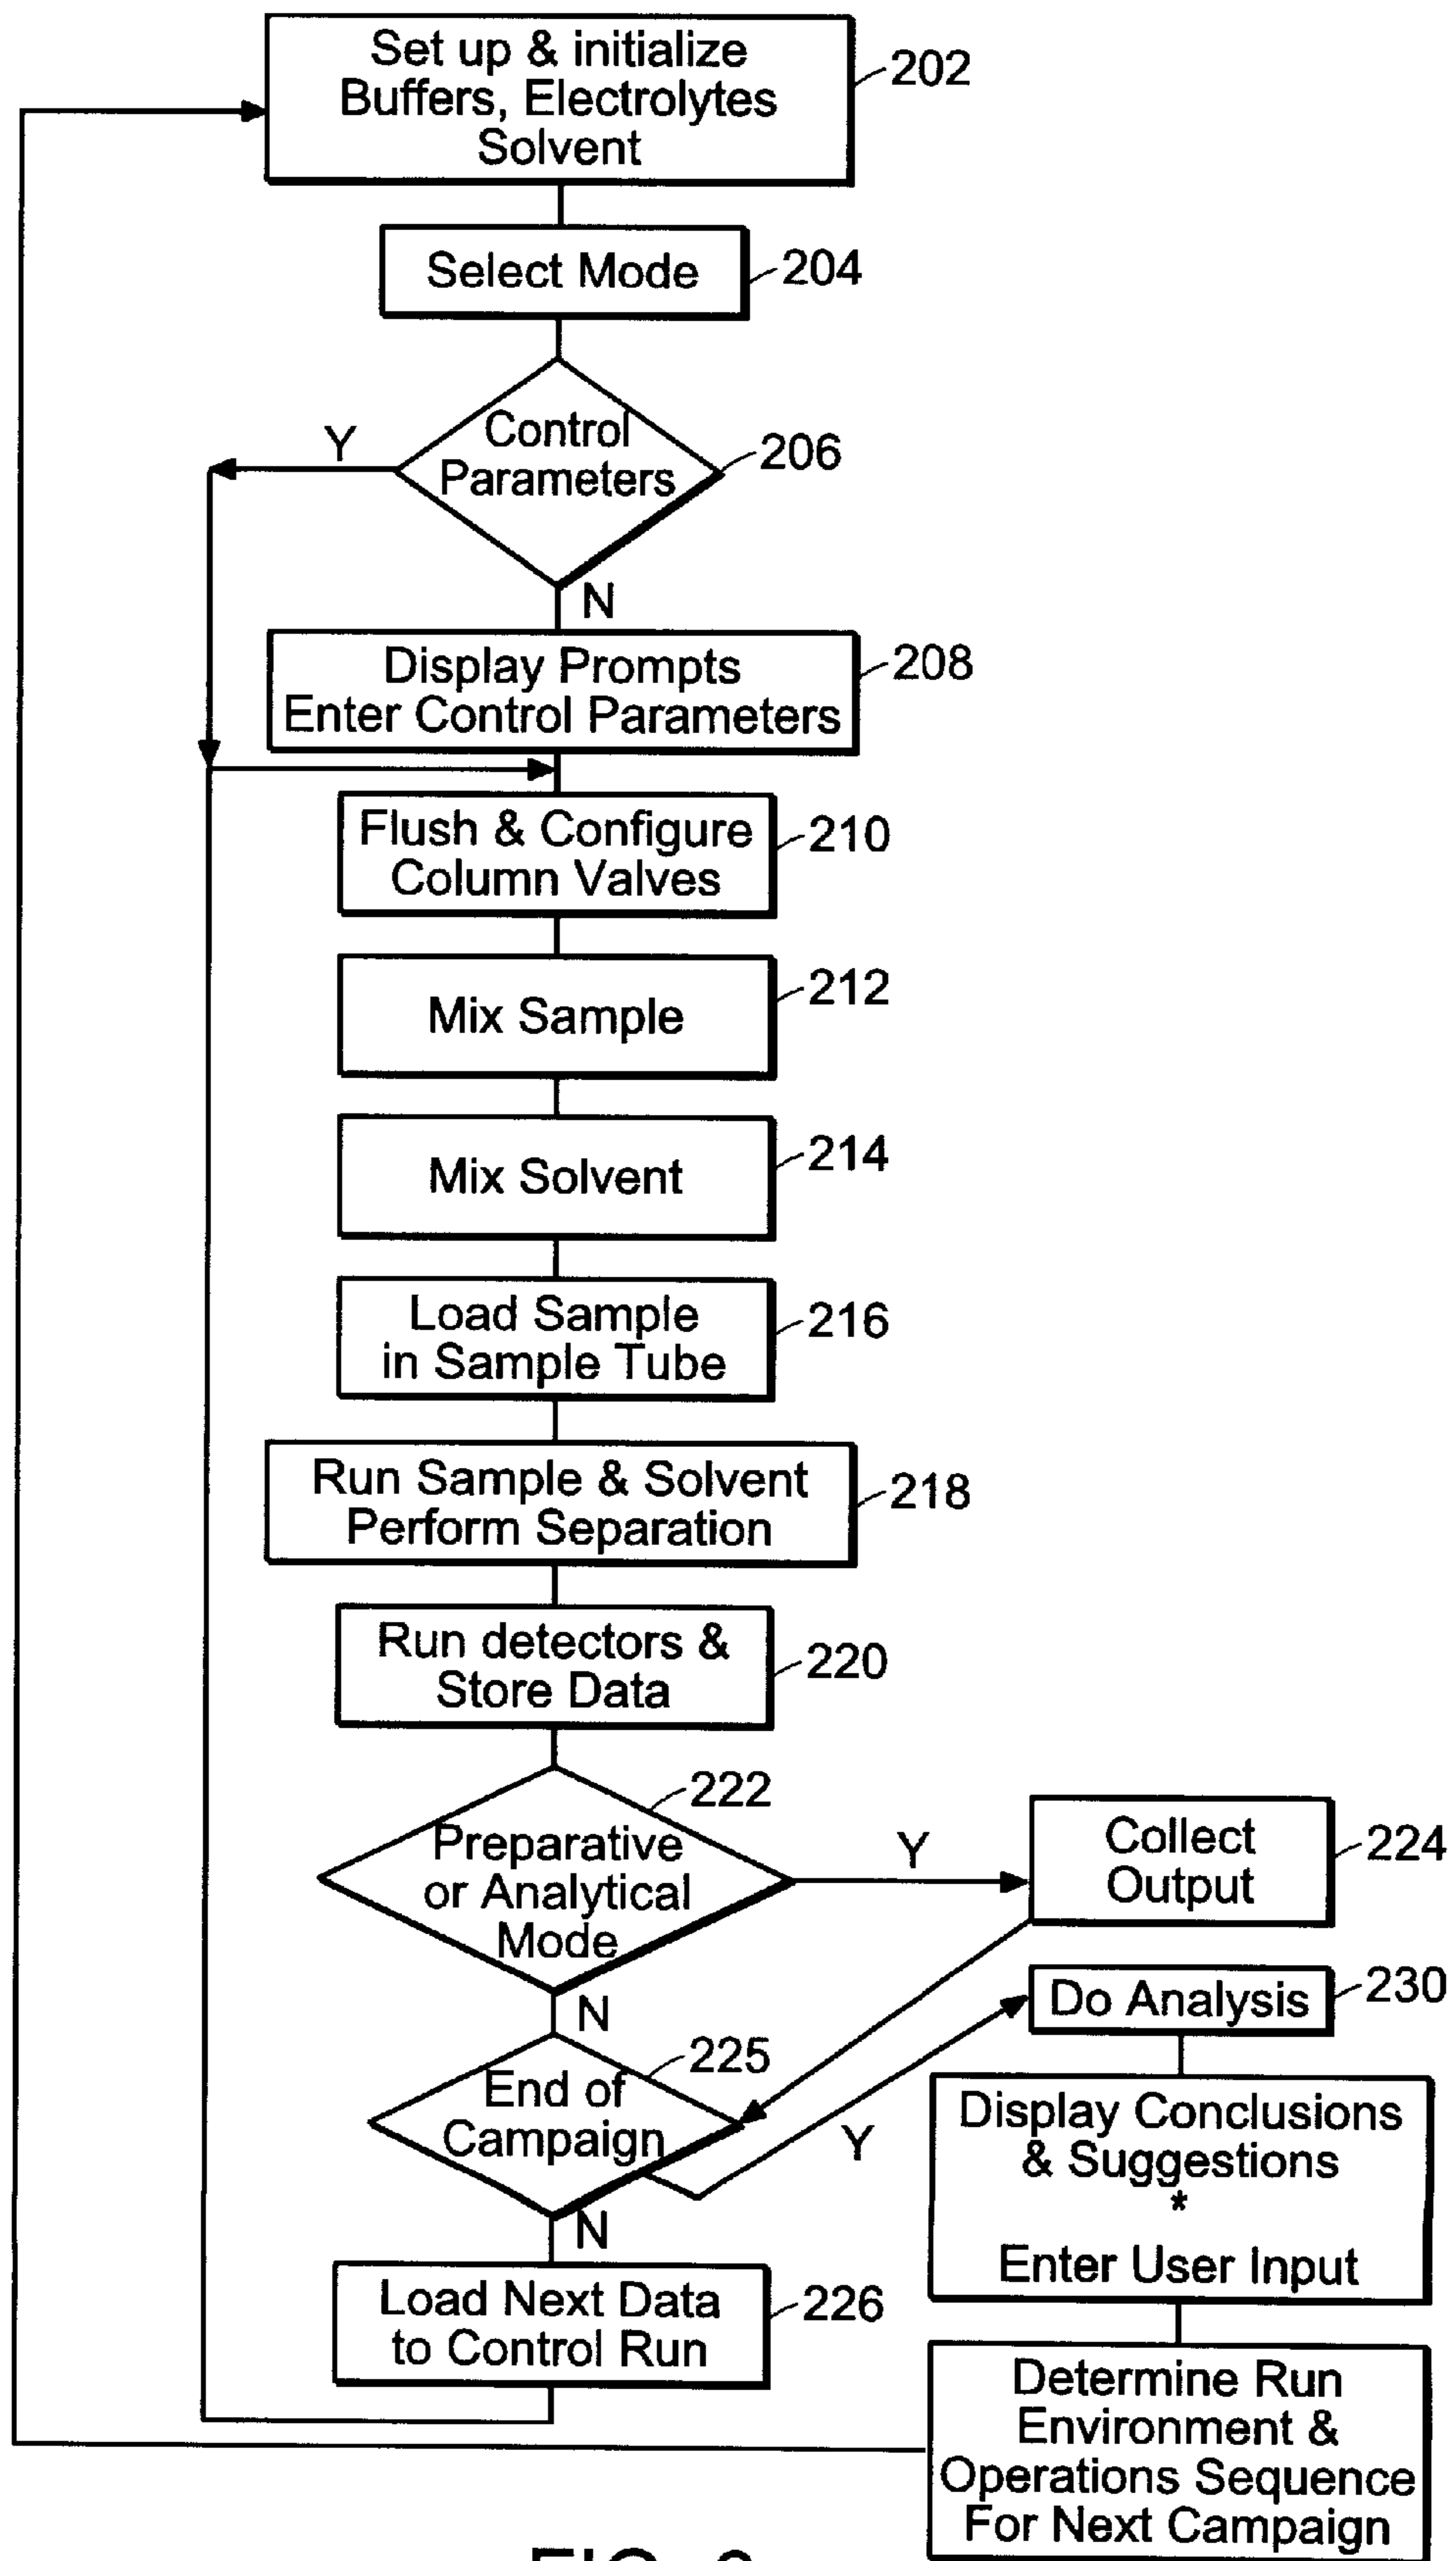 Set up & initialize
Buffers, Electrolytes
Solvent
202
Select Mode
204
Control
Parameters
206
Y
N
Display Prompts
Enter Control Parameters
208
Flush & Configure
Column Valves
210
Mix Sample
212
Mix Solvent
214
Load Sample
in Sample Tube
216
Run Sample & Solvent
Perform Separation
218
Run detectors &
Store Data
220
Preparative
or Analytical
Mode
222
Y
N
Collect
Output
224
End of
Campaign
225
Y
N
Do Analysis
230
Display Conclusions
& Suggestions
*
Enter User Input
Load Next Data
to Control Run
226
Determine Run
Environment &
Operations Sequence
For Next Campaign